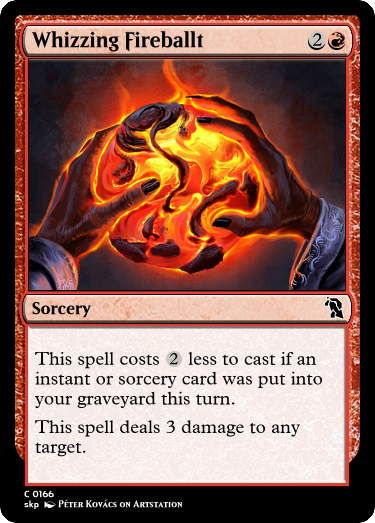 Whizzing Fireballt 2
Sorcery
This spell costs 2 less to cast if an
instant or sorcery card was put into
your graveyard this turn.
This spell deals 3 damage to any
target.
C 0166
skp Péter Kovács on Artstation